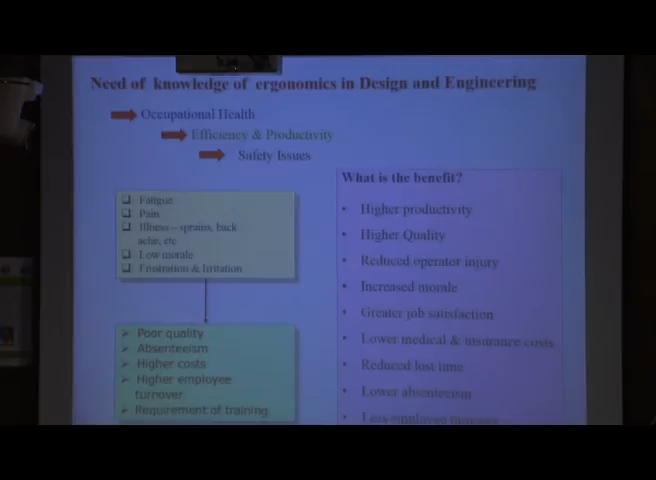 Need of knowledge of ergonomics in Design and Engineering
Occupational Health
Efficiency & Productivity
Safety Issues
Fatigue
Pain
Illness – sprains, back
ache, etc
Low morale
Frustration & Irritation
Poor quality
Absenteeism
Higher costs
Higher employee
turnover
Requirement of training
What is the benefit?
• Higher productivity
• Higher Quality
• Reduced operator injury
• Increased morale
• Greater job satisfaction
• Lower medical & insurance costs
• Reduced lost time
• Lower absenteeism
• Less employee